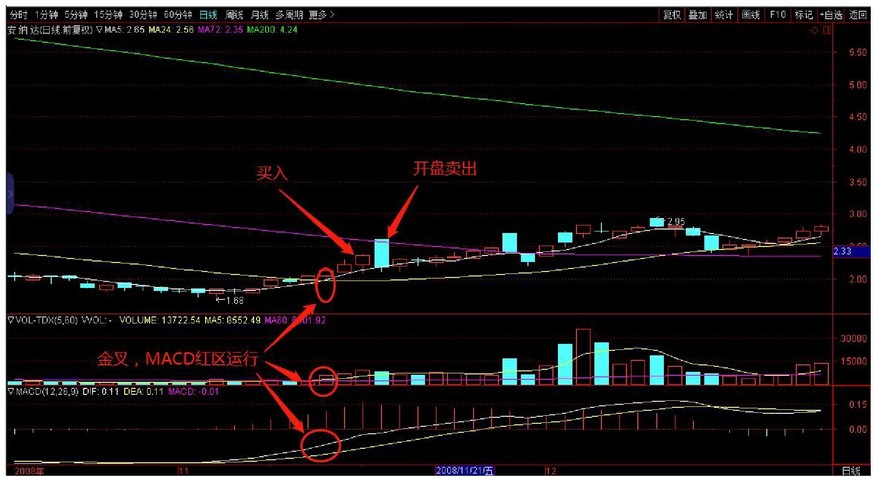 分时 1分钟 5分钟 15分钟 30分钟 60分钟 日线 周线 月线 多周期 更多> 复权 叠加 统计 画线 F10 标记 +自选 返回
安纳达(日线.前复权) ▽MA5: 2.65 MA24: 2.56 MA72: 2.35 MA200: 4.24
5.50
5.00
4.50
4.00
3.50
买入
开盘卖出
3.00
2.95
2.33
2.00
1.68
▽VOL-TDX(5,60) VVOL: - VOLUME: 13722.54 MA5: 8552.49 MA60:
30000
15000
金叉，MACD红区运行
▽MACD(12,26,9) DIF: 0.11 DEA: 0.11 MACD: -0.01
0.15
0.00
2008年 11 2008/11/21/五 12 日线